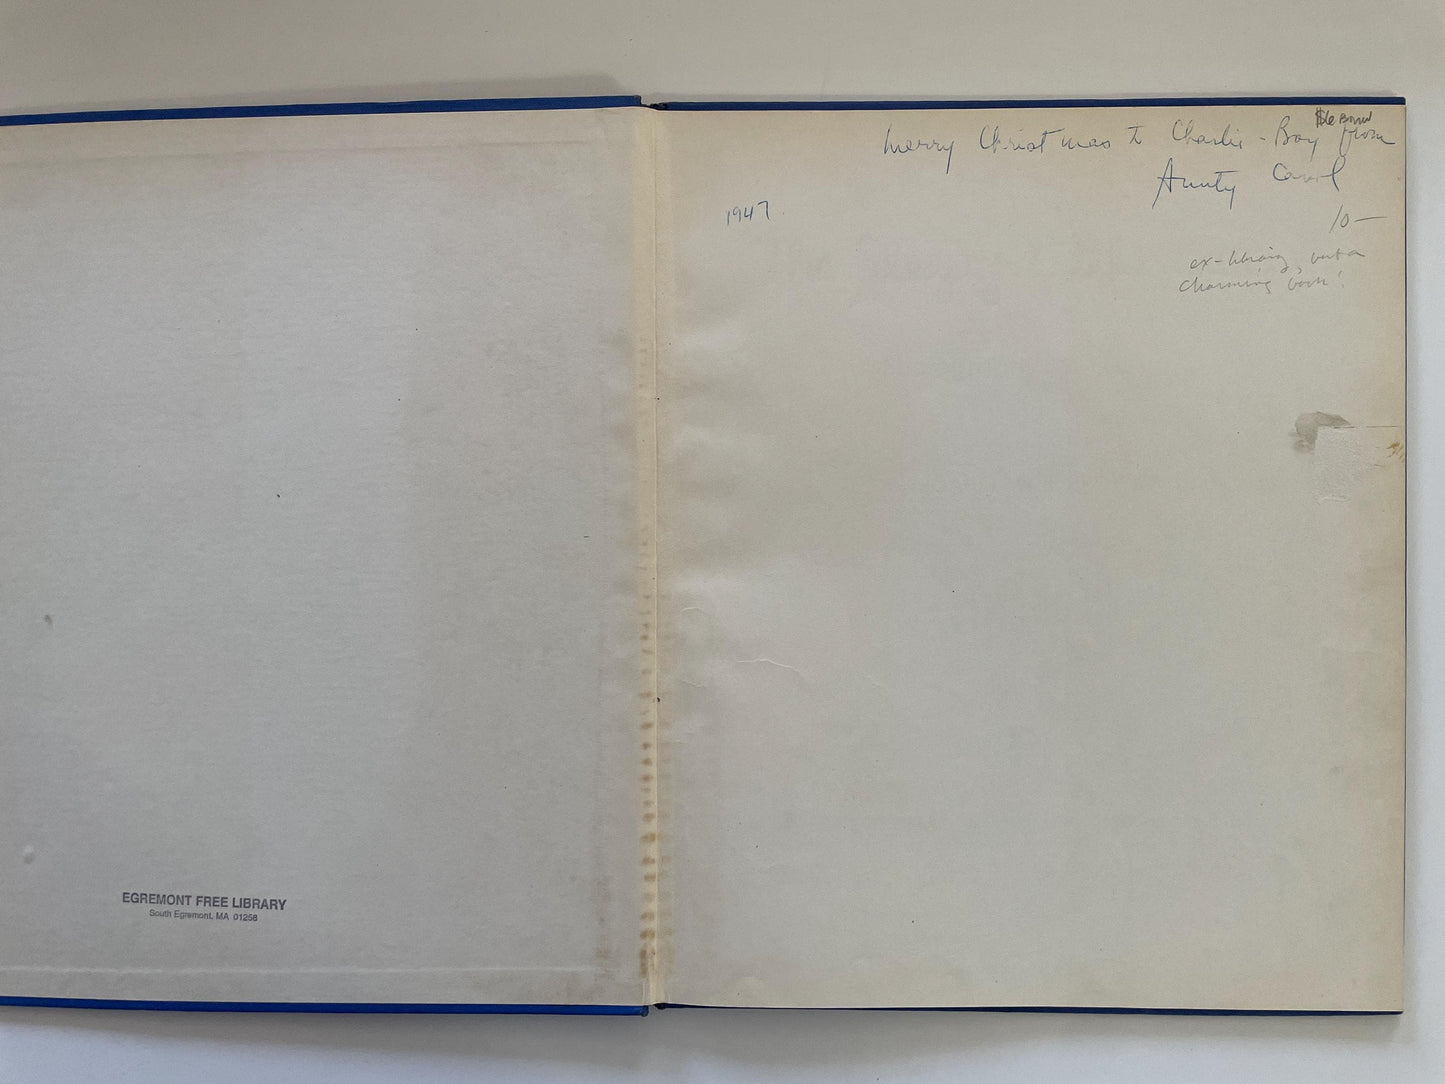 Merry Christmas to Charlie-Boy from
Aunty Carol
1947
10—
ex-library, but a
charming book!
EGREMONT FREE LIBRARY
South Egremont, MA 01258